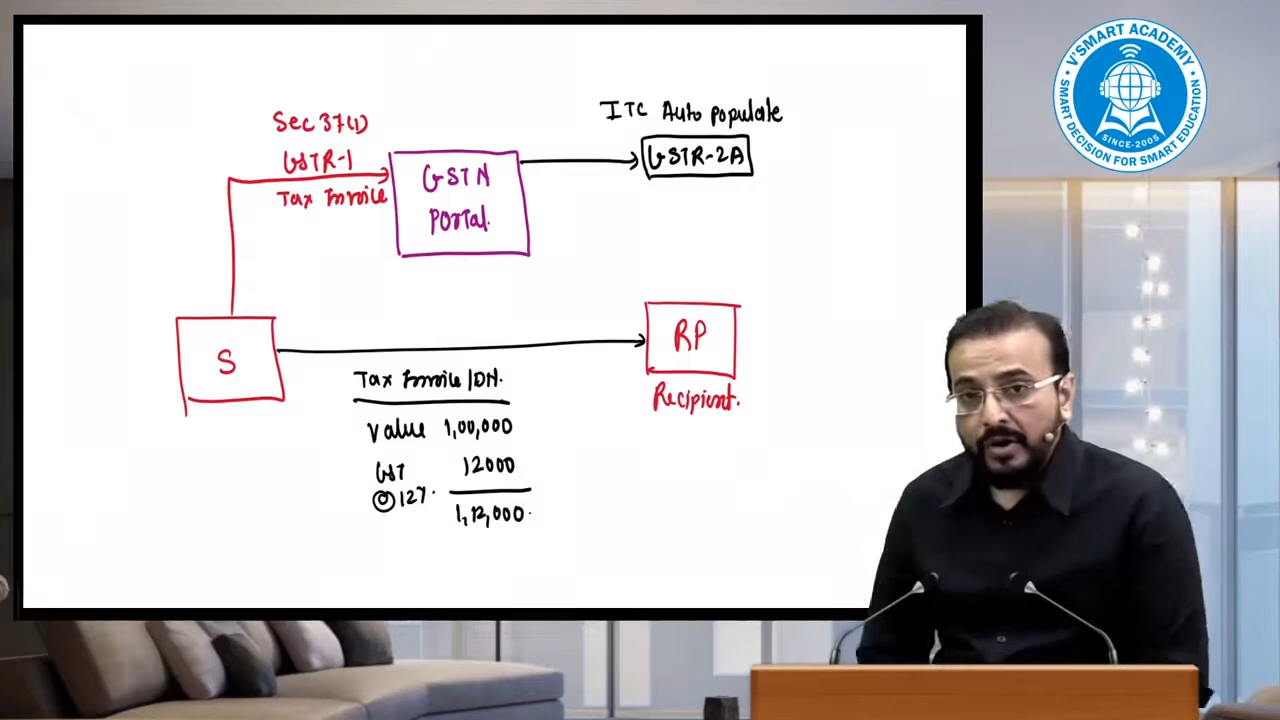 Sec 37(1)
GSTR-1
Tax Invoice
GSTN
Portal.
ITC Auto populate
GSTR-2A
S
RP
Recipient.
Tax Invoice/DN.
Value 1,00,000
GST 12000
@12%.
1,12,000.
V'SMART ACADEMY
SINCE-2005
SMART DECISION FOR SMART EDUCATION